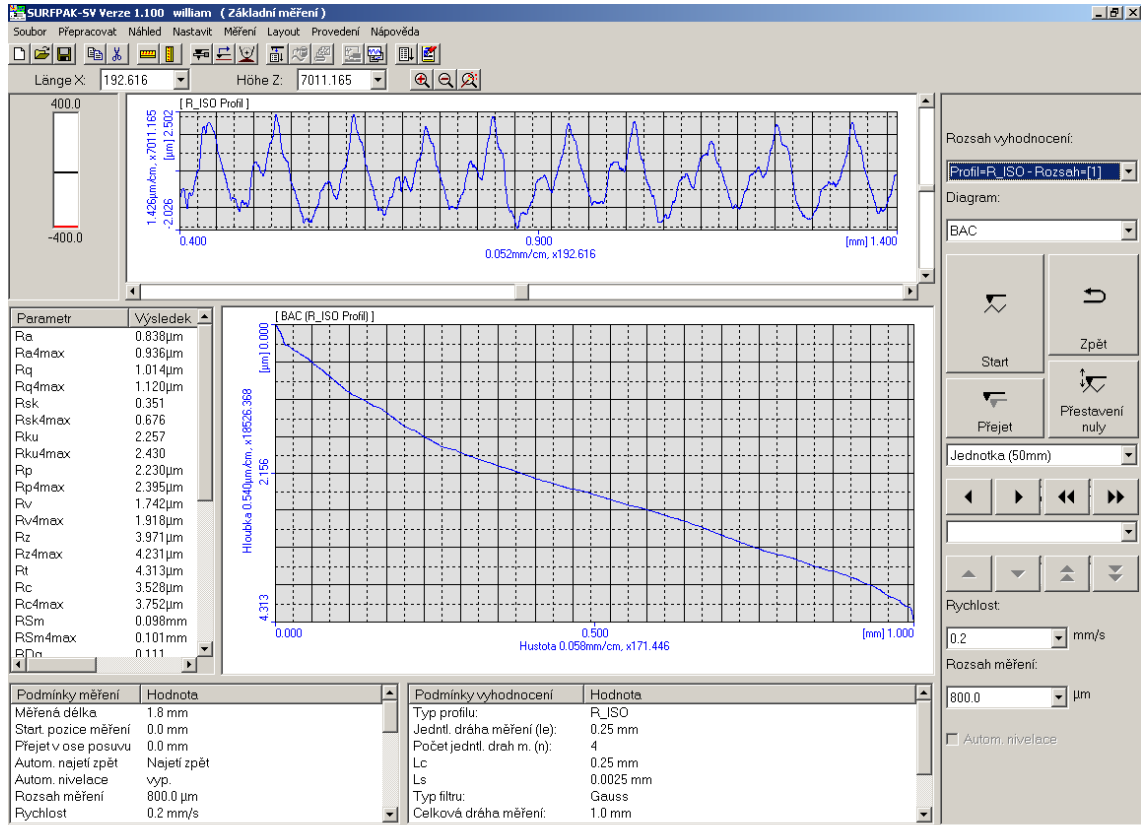 SURFPAK-SV Verze 1.100 william ( Základní měření )
Soubor Přepracovat Náhled Nastavit Měření Layout Provedení Nápověda
Länge X: 192.616 Höhe Z: 7011.165
400.0
-400.0
[ R_ISO Profil ]
1.426µm/cm, x7011.165
-2.026 [µm] 2.502
0.400 0.900 [mm] 1.400
0.052mm/cm, x192.616
Parametr Výsledek
Ra 0.838µm
Ra4max 0.936µm
Rq 1.014µm
Rq4max 1.120µm
Rsk 0.351
Rsk4max 0.676
Rku 2.257
Rku4max 2.430
Rp 2.230µm
Rp4max 2.395µm
Rv 1.742µm
Rv4max 1.918µm
Rz 3.971µm
Rz4max 4.231µm
Rt 4.313µm
Rc 3.528µm
Rc4max 3.752µm
RSm 0.098mm
RSm4max 0.101mm
RDq 0.111
[ BAC (R_ISO Profil) ]
Hloubka 0.540µm/cm, x18526.368
4.313 2.156 [µm] 0.000
0.000 0.500 [mm] 1.000
Hustota 0.058mm/cm, x171.446
Rozsah vyhodnocení:
Profil=R_ISO - Rozsah=[1]
Diagram:
BAC
Start
Zpět
Přejet
Přestavení
nuly
Jednotka (50mm)
Rychlost:
0.2 mm/s
Rozsah měření:
800.0 µm
Autom. nivelace
Podmínky měření Hodnota
Měřená délka 1.8 mm
Start. pozice měření 0.0 mm
Přejet v ose posuvu 0.0 mm
Autom. najetí zpět Najetí zpět
Autom. nivelace vyp.
Rozsah měření 800.0 µm
Rychlost 0.2 mm/s
Podmínky vyhodnocení Hodnota
Typ profilu: R_ISO
Jedntl. dráha měření (le): 0.25 mm
Počet jedntl. drah m. (n): 4
Lc 0.25 mm
Ls 0.0025 mm
Typ filtru: Gauss
Celková dráha měření: 1.0 mm